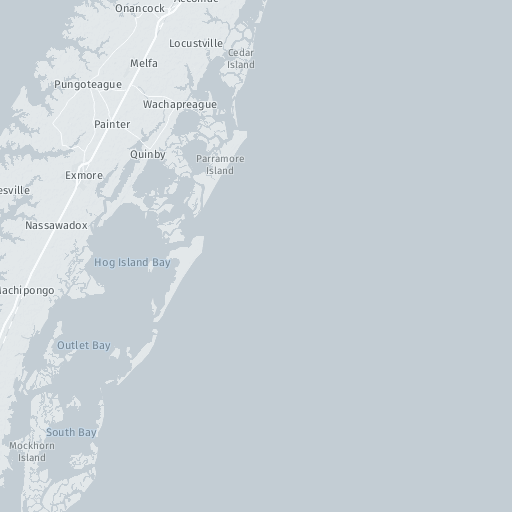 Onancock
Locustville
Cedar
Island
Melfa
Pungoteague
Wachapreague
Painter
Quinby
Parramore
Island
Exmore
esville
Nassawadox
Hog Island Bay
Machipongo
Outlet Bay
South Bay
Mockhorn
Island